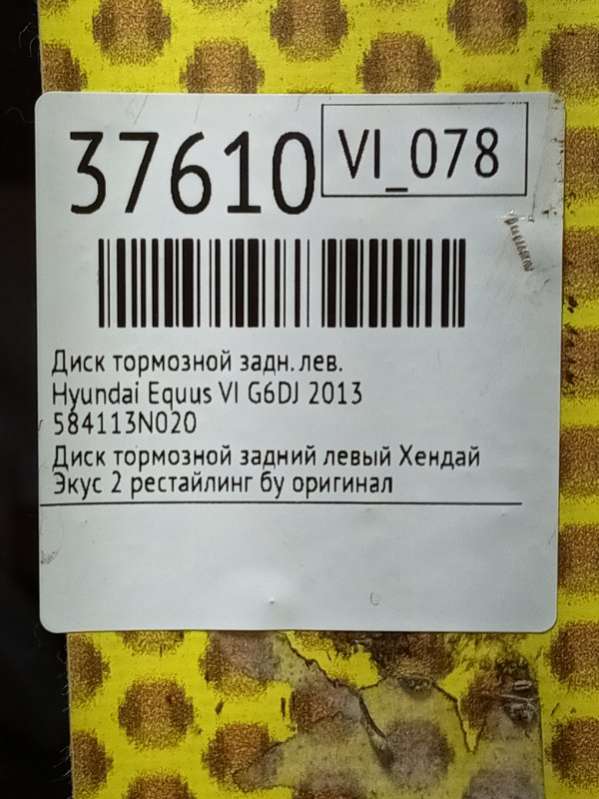 37610
VI_078
Диск тормозной задн. лев.
Hyundai Equus VI G6DJ 2013
584113N020
Диск тормозной задний левый Хендай
Экус 2 рестайлинг бу оригинал